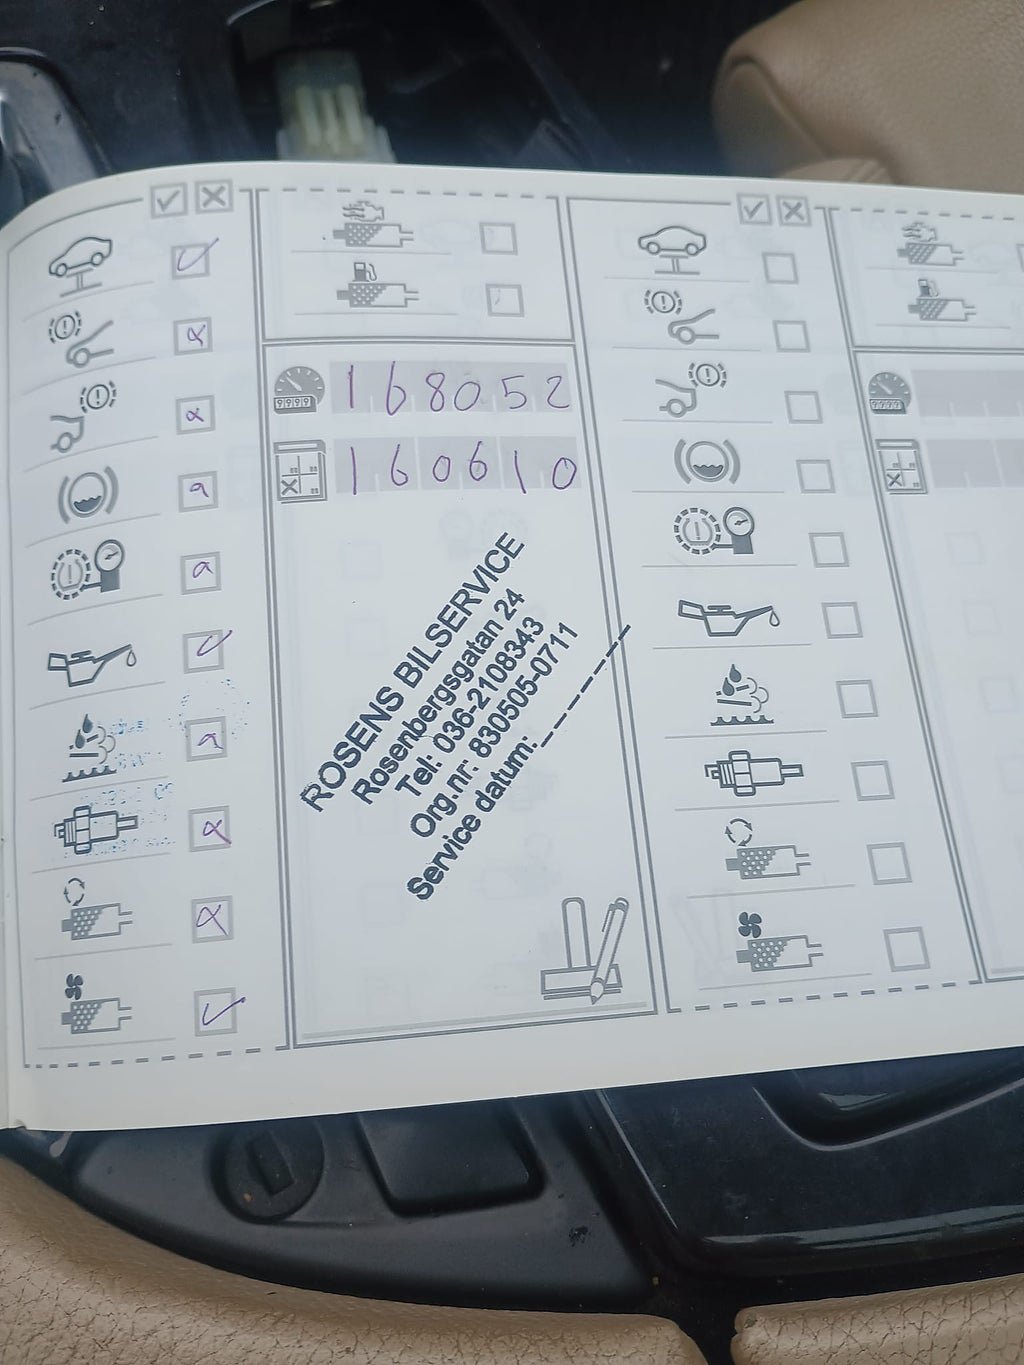 168052
160610
ROSENS BILSERVICE
Rosenbergsgatan 24
Tel: 036-2108343
Org.nr: 830505-0711
Service datum: